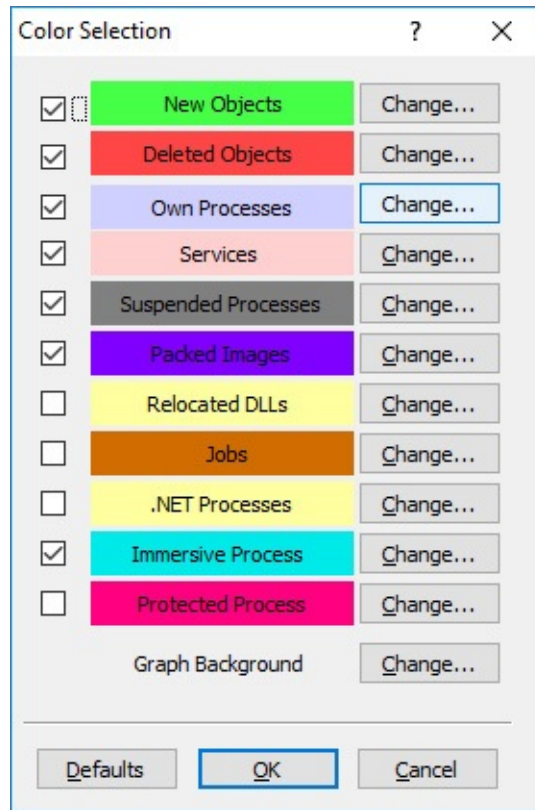 Color Selection ? X
New Objects Change...
Deleted Objects Change...
Own Processes Change...
Services Change...
Suspended Processes Change...
Packed Images Change...
Relocated DLLs Change...
Jobs Change...
.NET Processes Change...
Immersive Process Change...
Protected Process Change...
Graph Background Change...
Defaults OK Cancel